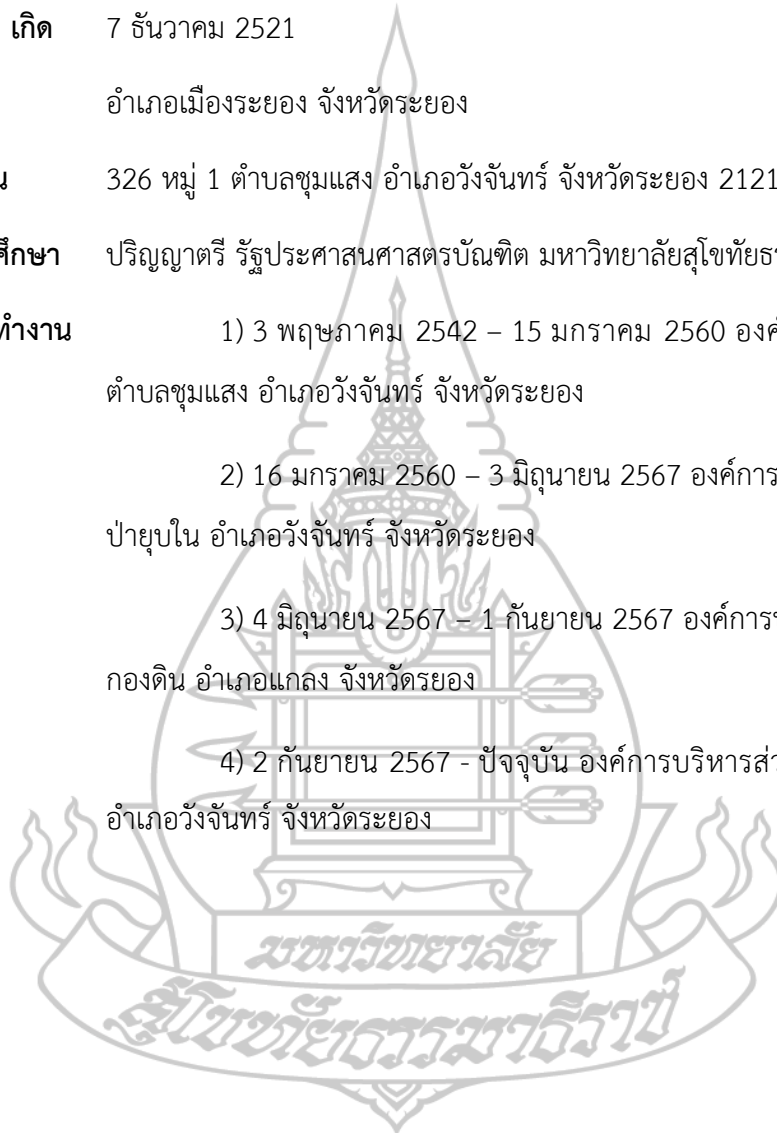 เกิด 7 ธันวาคม 2521
อำเภอเมืองระยอง จังหวัดระยอง
326 หมู่ 1 ตำบลชุมแสง อำเภอวังจันทร์ จังหวัดระยอง 2121
ศึกษา ปริญญาตรี รัฐประศาสนศาสตรบัณฑิต มหาวิทยาลัยสุโขทัยธร
ทำงาน 1) 3 พฤษภาคม 2542 – 15 มกราคม 2560 องค์
ตำบลชุมแสง อำเภอวังจันทร์ จังหวัดระยอง
2) 16 มกราคม 2560 – 3 มิถุนายน 2567 องค์การ
ป่ายุบใน อำเภอวังจันทร์ จังหวัดระยอง
3) 4 มิถุนายน 2567 – 1 กันยายน 2567 องค์การ
กองดิน อำเภอแกลง จังหวัดรยอง
4) 2 กันยายน 2567 - ปัจจุบัน องค์การบริหารส่ว
อำเภอวังจันทร์ จังหวัดระยอง
มหาวิทยาลัย
สุโขทัยธรรมาธิราช